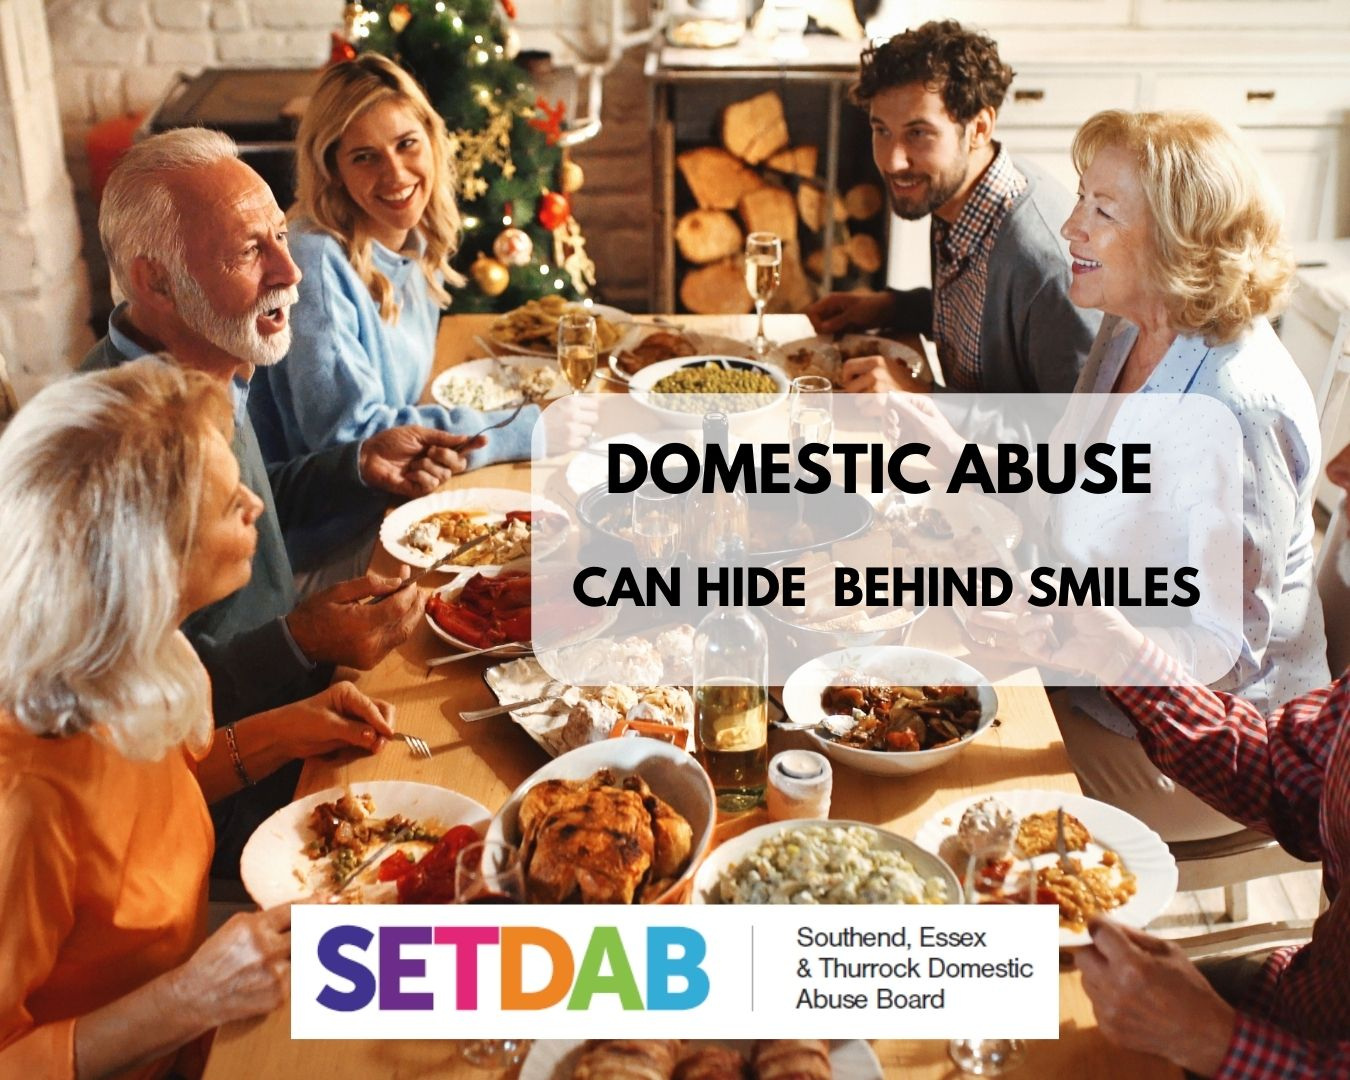 DOMESTIC ABUSE
CAN HIDE BEHIND SMILES
SETDAB
Southend, Essex
& Thurrock Domestic
Abuse Board